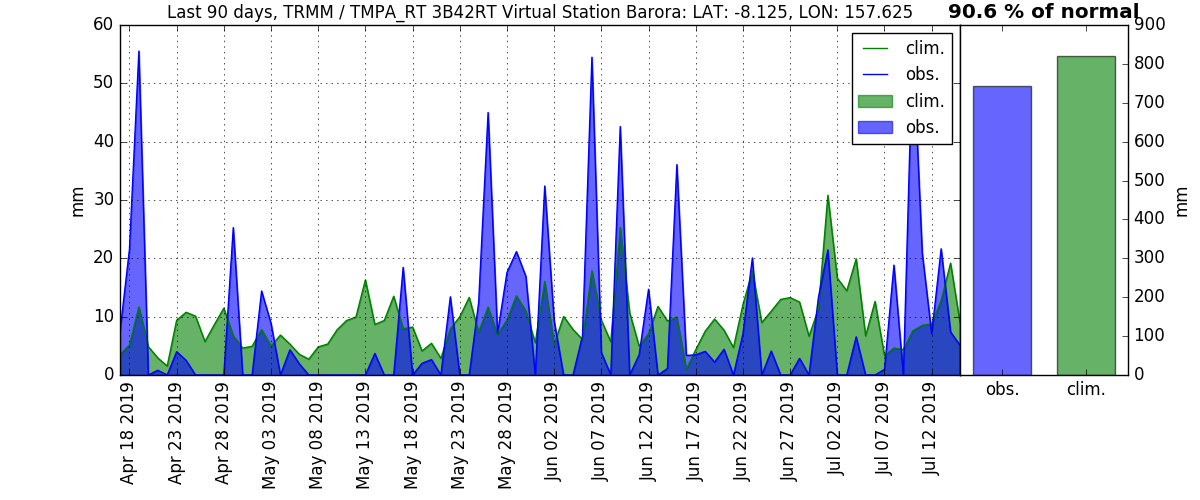 Last 90 days, TRMM / TMPA_RT 3B42RT Virtual Station Barora: LAT: -8.125, LON: 157.625
90.6 % of normal
60
50
40
30
20
10
0
mm
clim.
obs.
clim.
obs.
Apr 18 2019
Apr 23 2019
Apr 28 2019
May 03 2019
May 08 2019
May 13 2019
May 18 2019
May 23 2019
May 28 2019
Jun 02 2019
Jun 07 2019
Jun 12 2019
Jun 17 2019
Jun 22 2019
Jun 27 2019
Jul 02 2019
Jul 07 2019
Jul 12 2019
900
800
700
600
500
400
300
200
100
0
mm
obs.
clim.